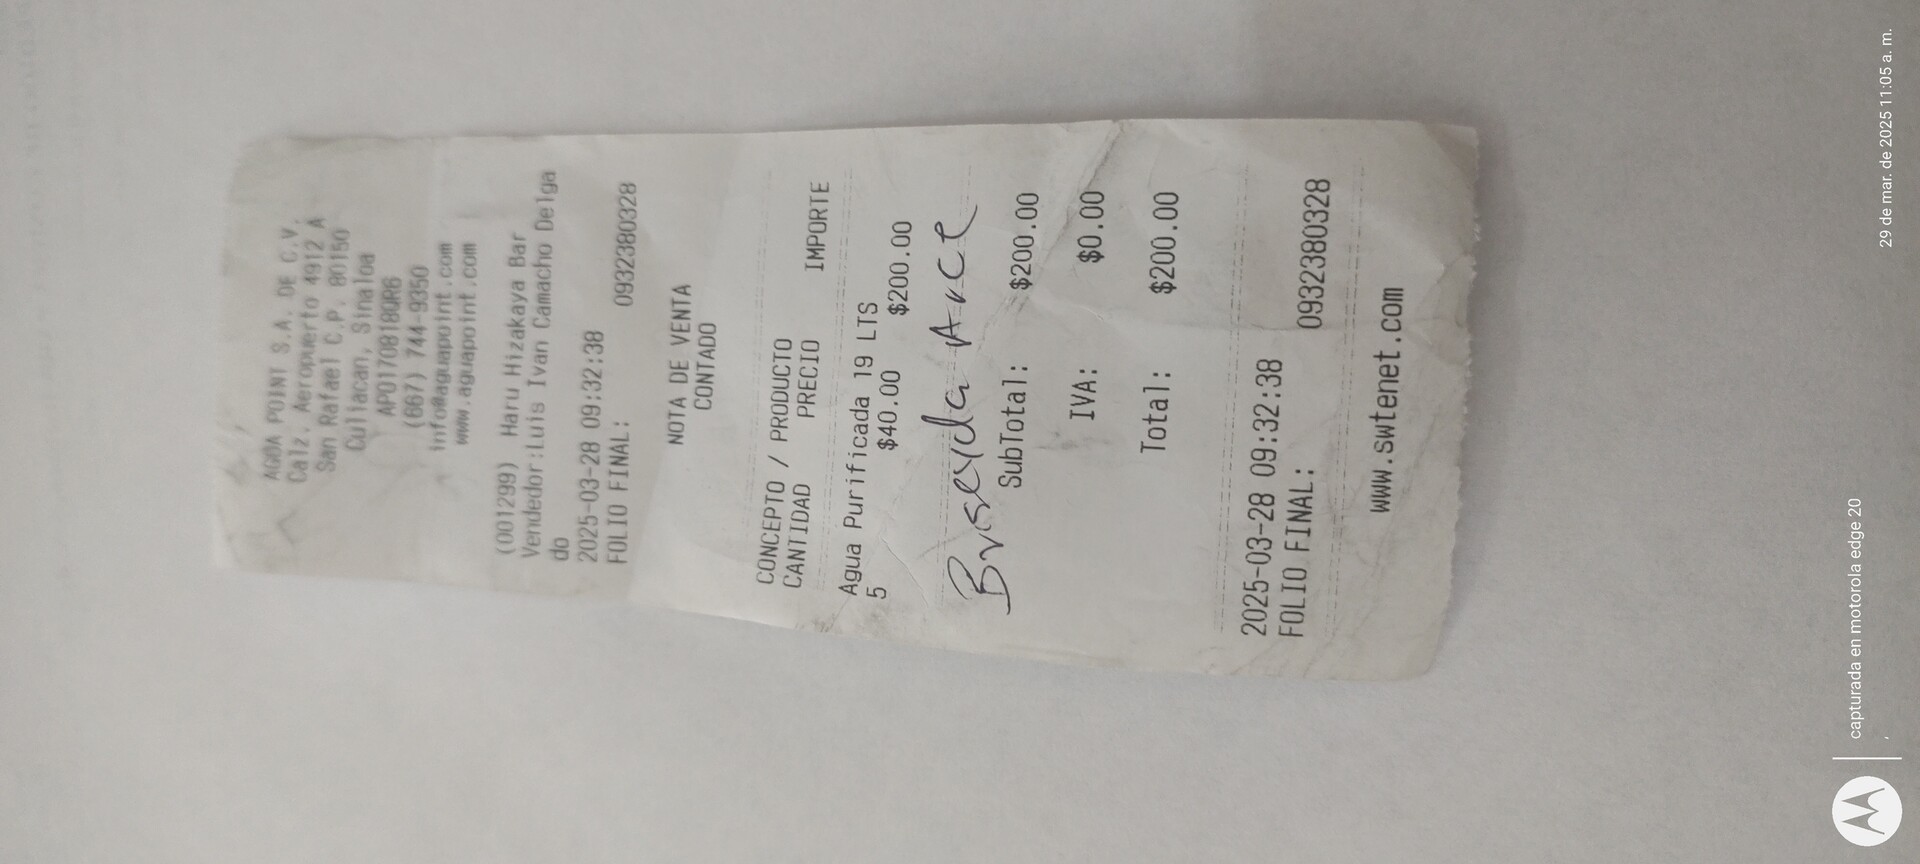 AGUA POINT S.A. DE C.V.
Calz. Aeropuerto 4912 A
San Rafael C.P. 80150
Culiacan, Sinaloa
APO170818QR6
(667) 744-9350
info@aguapoint.com
www.aguapoint.com
(001299) Haru Hizakaya Bar
Vendedor:Luis Ivan Camacho Delga
do
2025-03-28 09:32:38
FOLIO FINAL: 0932380328
NOTA DE VENTA
CONTADO
CONCEPTO / PRODUCTO
CANTIDAD PRECIO IMPORTE
Agua Purificada 19 LTS
5 $40.00 $200.00
Briseyda Arce
SubTotal: $200.00
IVA: $0.00
Total: $200.00
2025-03-28 09:32:38
FOLIO FINAL: 0932380328
www.swtenet.com
capturada en motorola edge 20
29 de mar. de 2025 11:05 a. m.